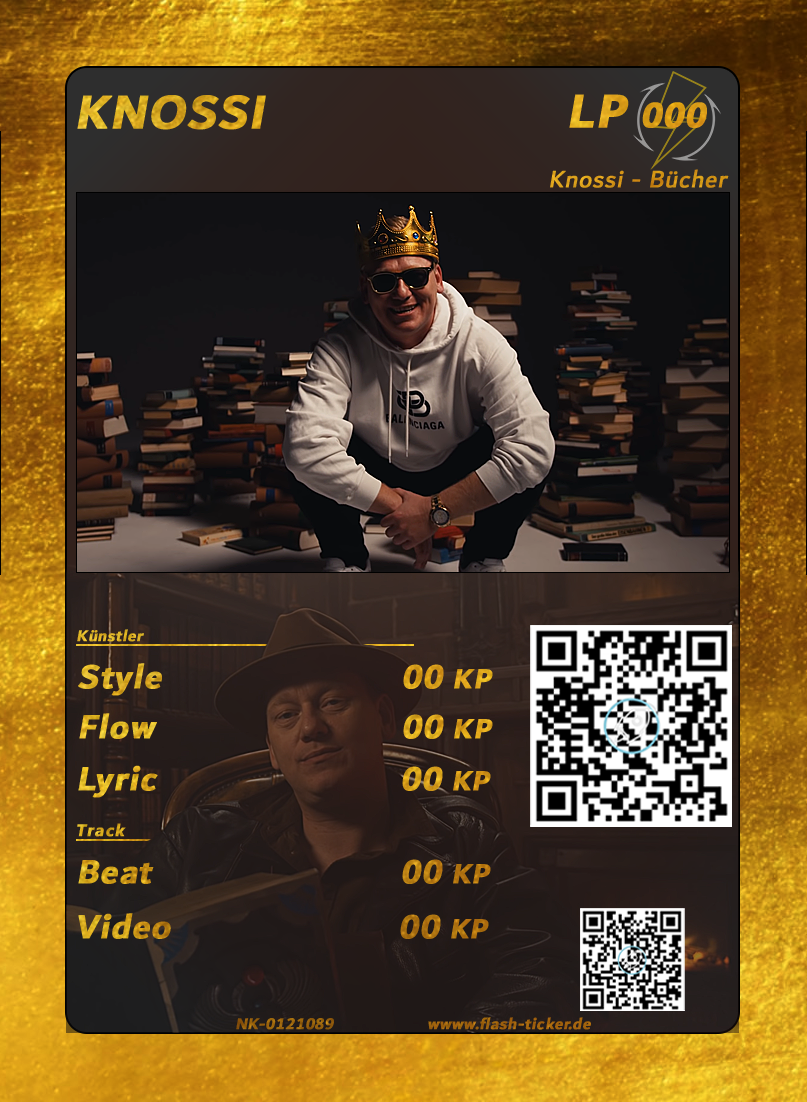 KNOSSI
LP 000
Knossi - Bücher
BALENCIAGA
Künstler
Style 00 KP
Flow 00 KP
Lyric 00 KP
Track
Beat 00 KP
Video 00 KP
NK-0121089 wwww.flash-ticker.de